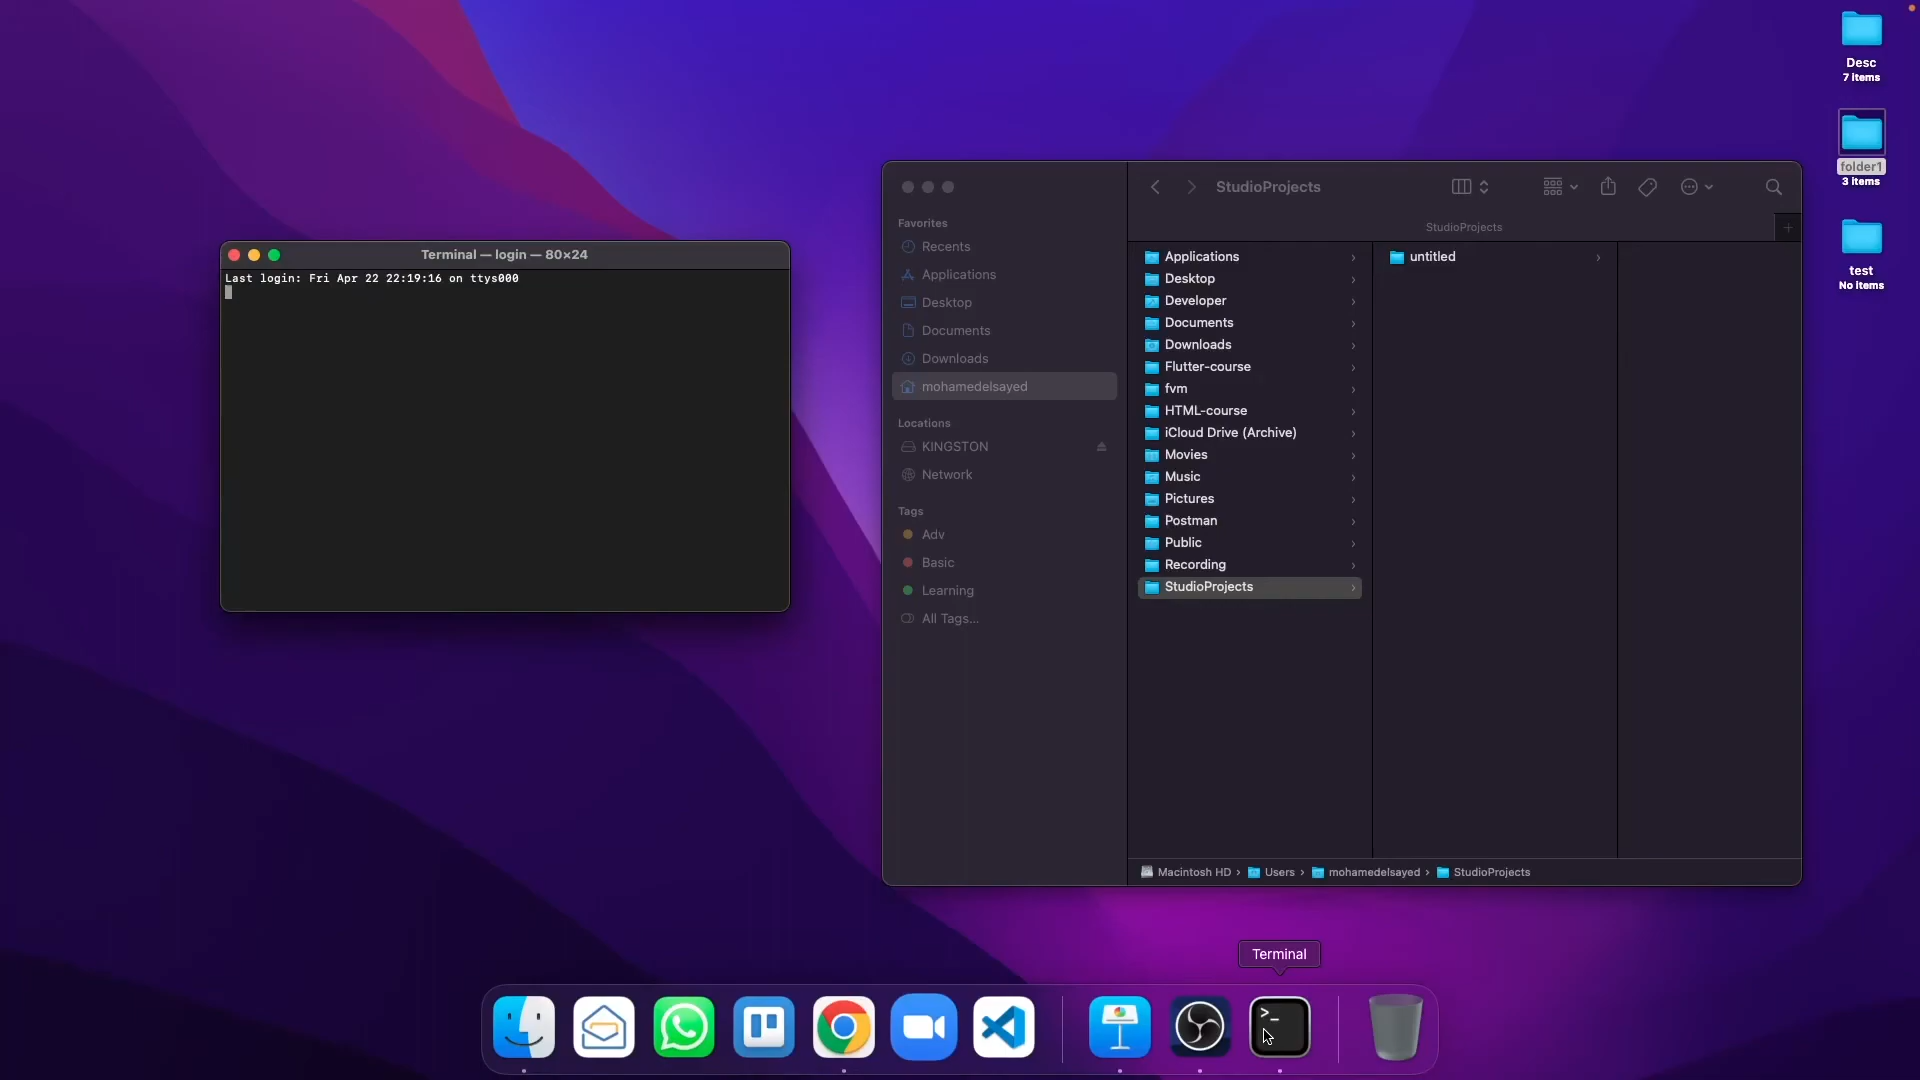 Desc
7 items
folder1
3 items
test
No items
Terminal — login — 80×24
Last login: Fri Apr 22 22:19:16 on ttys000
StudioProjects
StudioProjects
Favorites
Recents
Applications
Desktop
Documents
Downloads
mohamedelsayed
Locations
KINGSTON
Network
Tags
Adv
Basic
Learning
All Tags...
Applications
Desktop
Developer
Documents
Downloads
Flutter-course
fvm
HTML-course
iCloud Drive (Archive)
Movies
Music
Pictures
Postman
Public
Recording
StudioProjects
untitled
Macintosh HD › Users › mohamedelsayed › StudioProjects
Terminal
>_